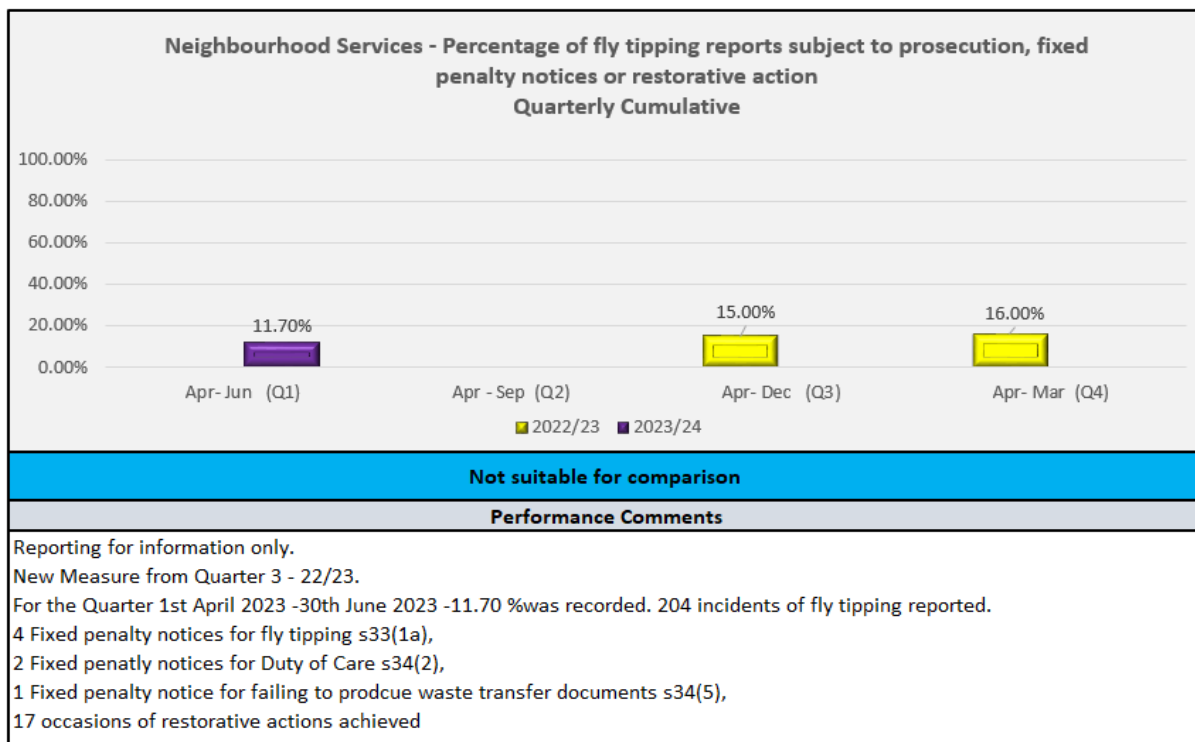 Neighbourhood Services - Percentage of fly tipping reports subject to prosecution, fixed
penalty notices or restorative action
Quarterly Cumulative
100.00%
80.00%
60.00%
40.00%
20.00%
0.00%
11.70%
15.00%
16.00%
Apr- Jun (Q1)
Apr - Sep (Q2)
Apr- Dec (Q3)
Apr- Mar (Q4)
2022/23
2023/24
Not suitable for comparison
Performance Comments
Reporting for information only.
New Measure from Quarter 3 - 22/23.
For the Quarter 1st April 2023 -30th June 2023 -11.70 %was recorded. 204 incidents of fly tipping reported.
4 Fixed penalty notices for fly tipping s33(1a),
2 Fixed penatly notices for Duty of Care s34(2),
1 Fixed penalty notice for failing to prodcue waste transfer documents s34(5),
17 occasions of restorative actions achieved